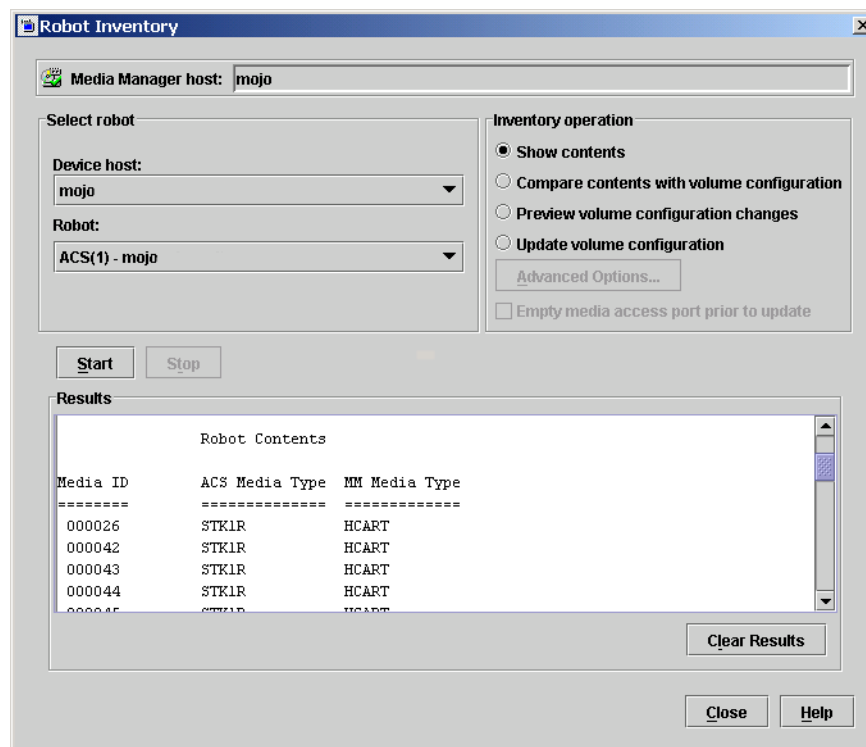 Robot Inventory
Media Manager host: mojo
Select robot
Device host:
mojo
Robot:
ACS(1) - mojo
Inventory operation
Show contents
Compare contents with volume configuration
Preview volume configuration changes
Update volume configuration
Advanced Options...
Empty media access port prior to update
Start Stop
Results
Robot Contents
Media ID ACS Media Type MM Media Type
======== ============== =============
000026 STK1R HCART
000042 STK1R HCART
000043 STK1R HCART
000044 STK1R HCART
000045 STK1R HCART
Clear Results
Close Help